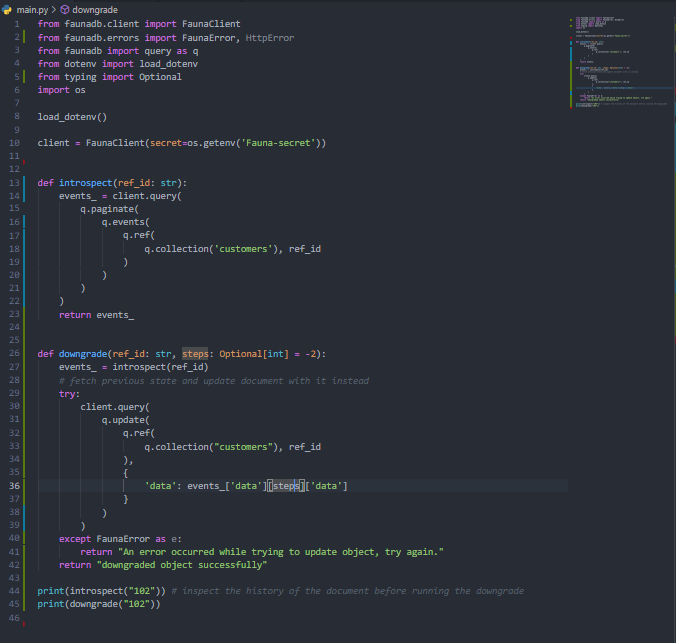 main.py > downgrade
1 from faunadb.client import FaunaClient
2 from faunadb.errors import FaunaError, HttpError
3 from faunadb import query as q
4 from dotenv import load_dotenv
5 from typing import Optional
6 import os
7
8 load_dotenv()
9
10 client = FaunaClient(secret=os.getenv('Fauna-secret'))
11
12
13 def introspect(ref_id: str):
14     events_ = client.query(
15         q.paginate(
16             q.events(
17                 q.ref(
18                     q.collection('customers'), ref_id
19                 )
20             )
21         )
22     )
23     return events_
24
25
26 def downgrade(ref_id: str, steps: Optional[int] = -2):
27     events_ = introspect(ref_id)
28     # fetch previous state and update document with it instead
29     try:
30         client.query(
31             q.update(
32                 q.ref(
33                     q.collection("customers"), ref_id
34                 ),
35                 {
36                     'data': events_['data'][steps]['data']
37                 }
38             )
39         )
40     except FaunaError as e:
41         return "An error occurred while trying to update object, try again."
42     return "downgraded object successfully"
43
44 print(introspect("102")) # inspect the history of the document before running the downgrade
45 print(downgrade("102"))
46